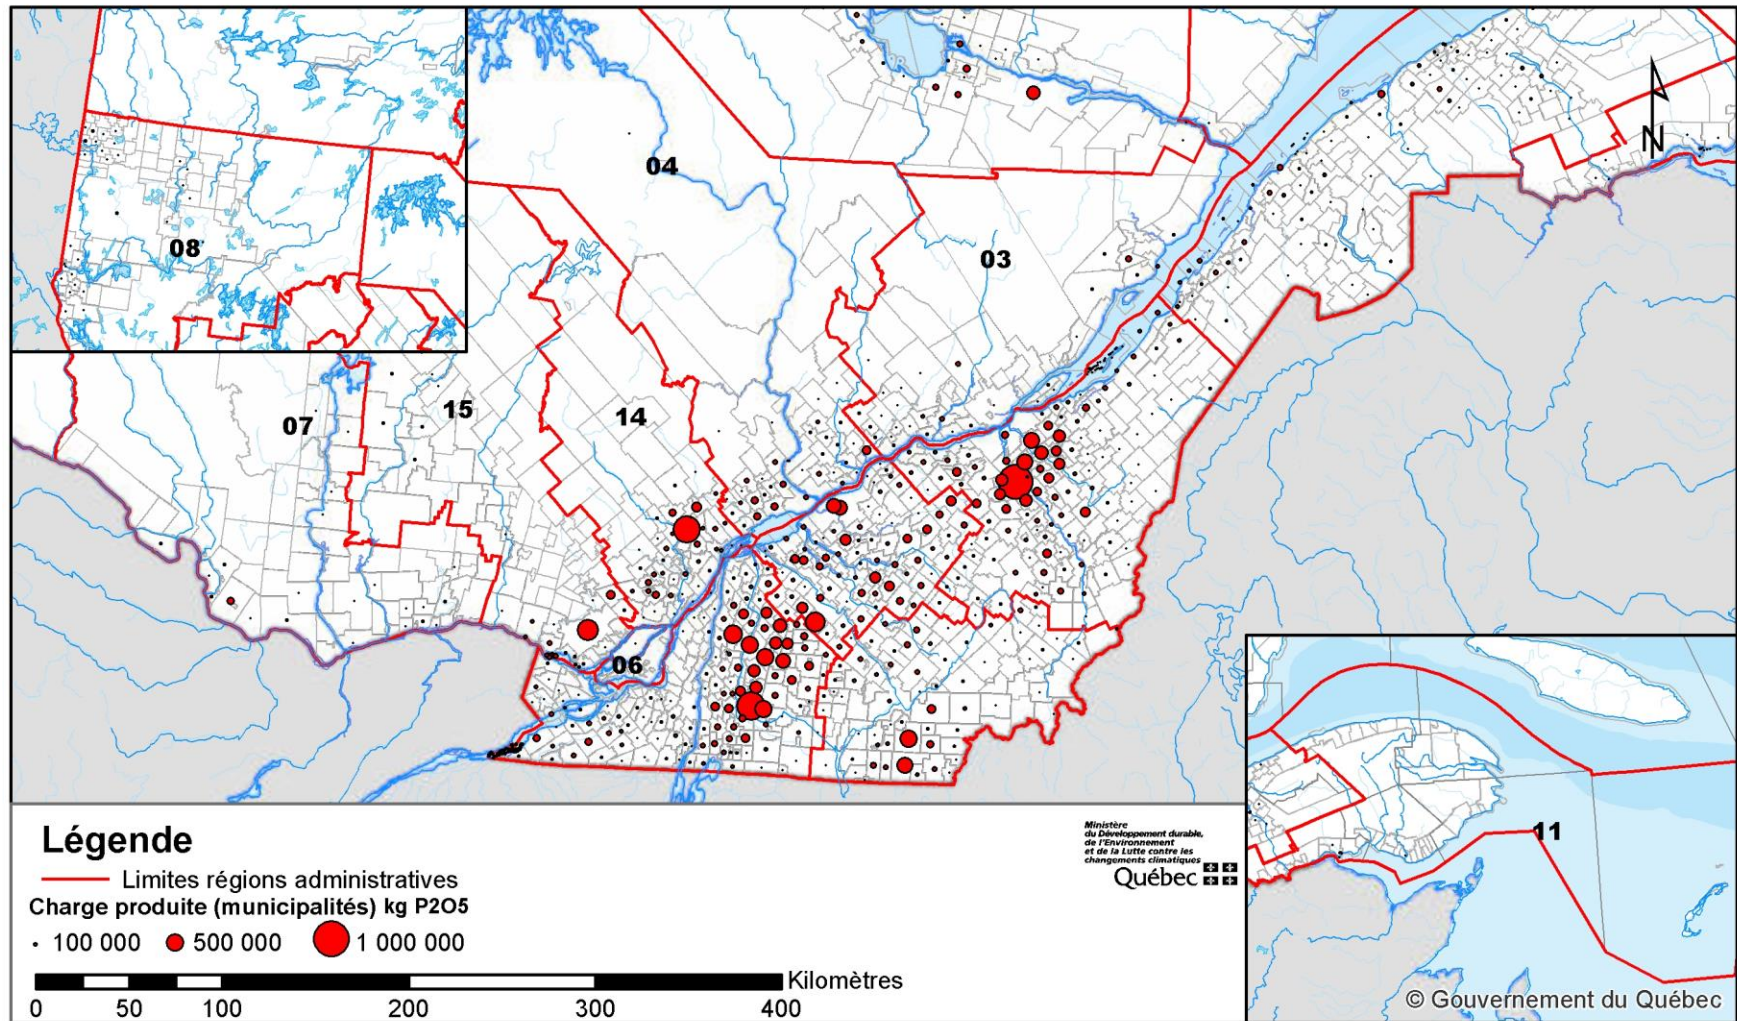 08
04
03
07
15
14
06
N
11
Légende
Limites régions administratives
Charge produite (municipalités) kg P2O5
100 000 500 000 1 000 000
Kilomètres
0 50 100 200 300 400
Ministère
du Développement durable,
de l'Environnement
et de la Lutte contre les
changements climatiques
Québec
© Gouvernement du Québec